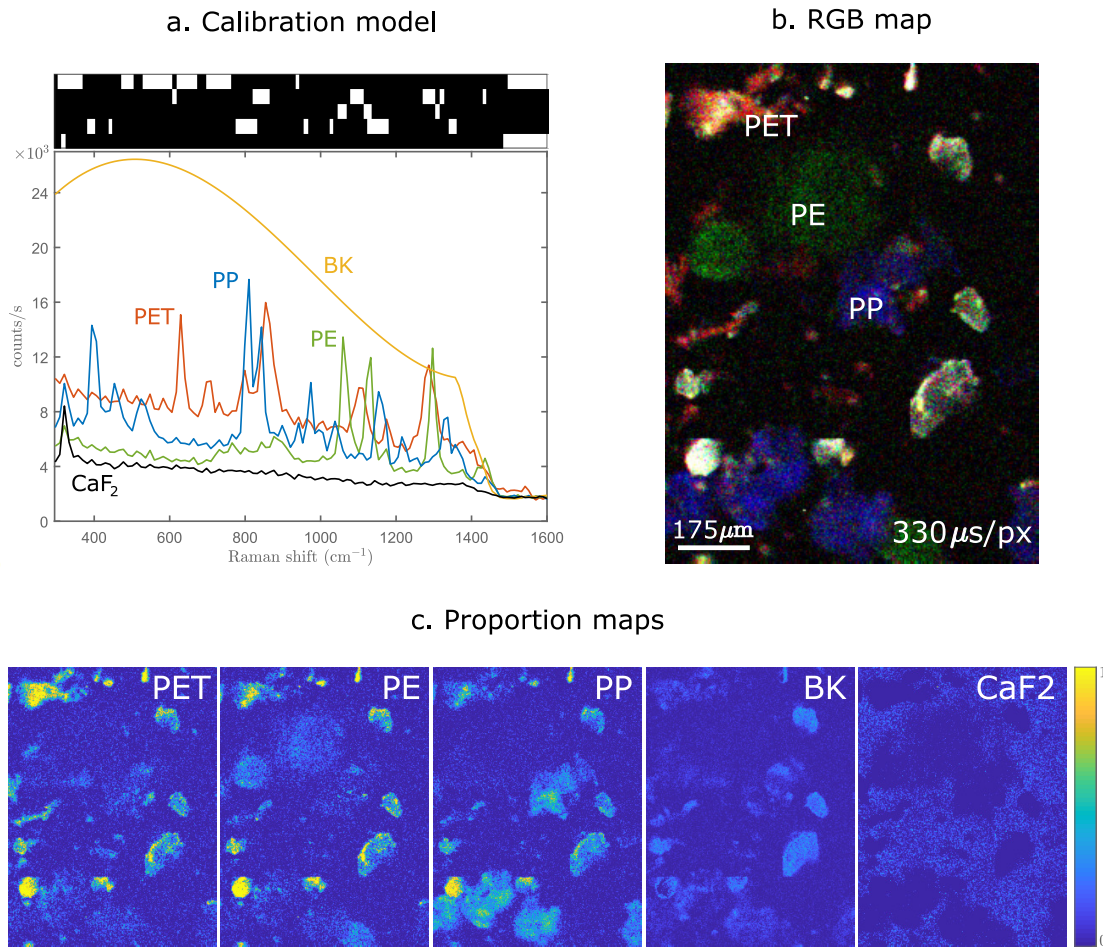 a. Calibration model
×10³
24
20
16
12
8
4
0
counts/s
BK
PP
PET
PE
CaF₂
400
600
800
1000
1200
1400
1600
Raman shift (cm⁻¹)
b. RGB map
PET
PE
PP
175μm
330μs/px
c. Proportion maps
PET
PE
PP
BK
CaF2